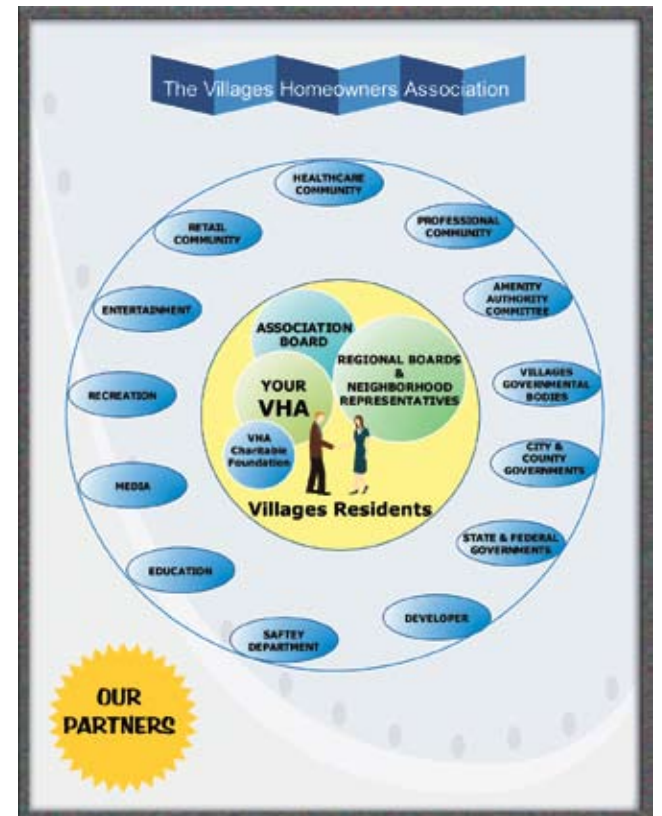 The Villages Homeowners Association
HEALTHCARE
COMMUNITY
RETAIL
COMMUNITY
PROFESSIONAL
COMMUNITY
ENTERTAINMENT
AMENITY
AUTHORITY
COMMITTEE
RECREATION
VILLAGES
GOVERNMENTAL
BODIES
MEDIA
CITY &
COUNTY
GOVERNMENTS
EDUCATION
STATE & FEDERAL
GOVERNMENTS
SAFTEY
DEPARTMENT
DEVELOPER
ASSOCIATION
BOARD
REGIONAL BOARDS
&
NEIGHBORHOOD
REPRESENTATIVES
YOUR
VHA
VHA
Charitable
Foundation
Villages Residents
OUR
PARTNERS